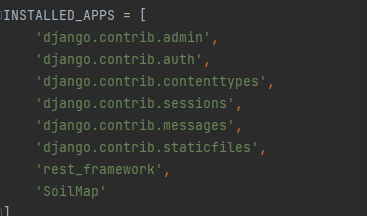 INSTALLED_APPS = [
    'django.contrib.admin',
    'django.contrib.auth',
    'django.contrib.contenttypes',
    'django.contrib.sessions',
    'django.contrib.messages',
    'django.contrib.staticfiles',
    'rest_framework',
    'SoilMap'
]